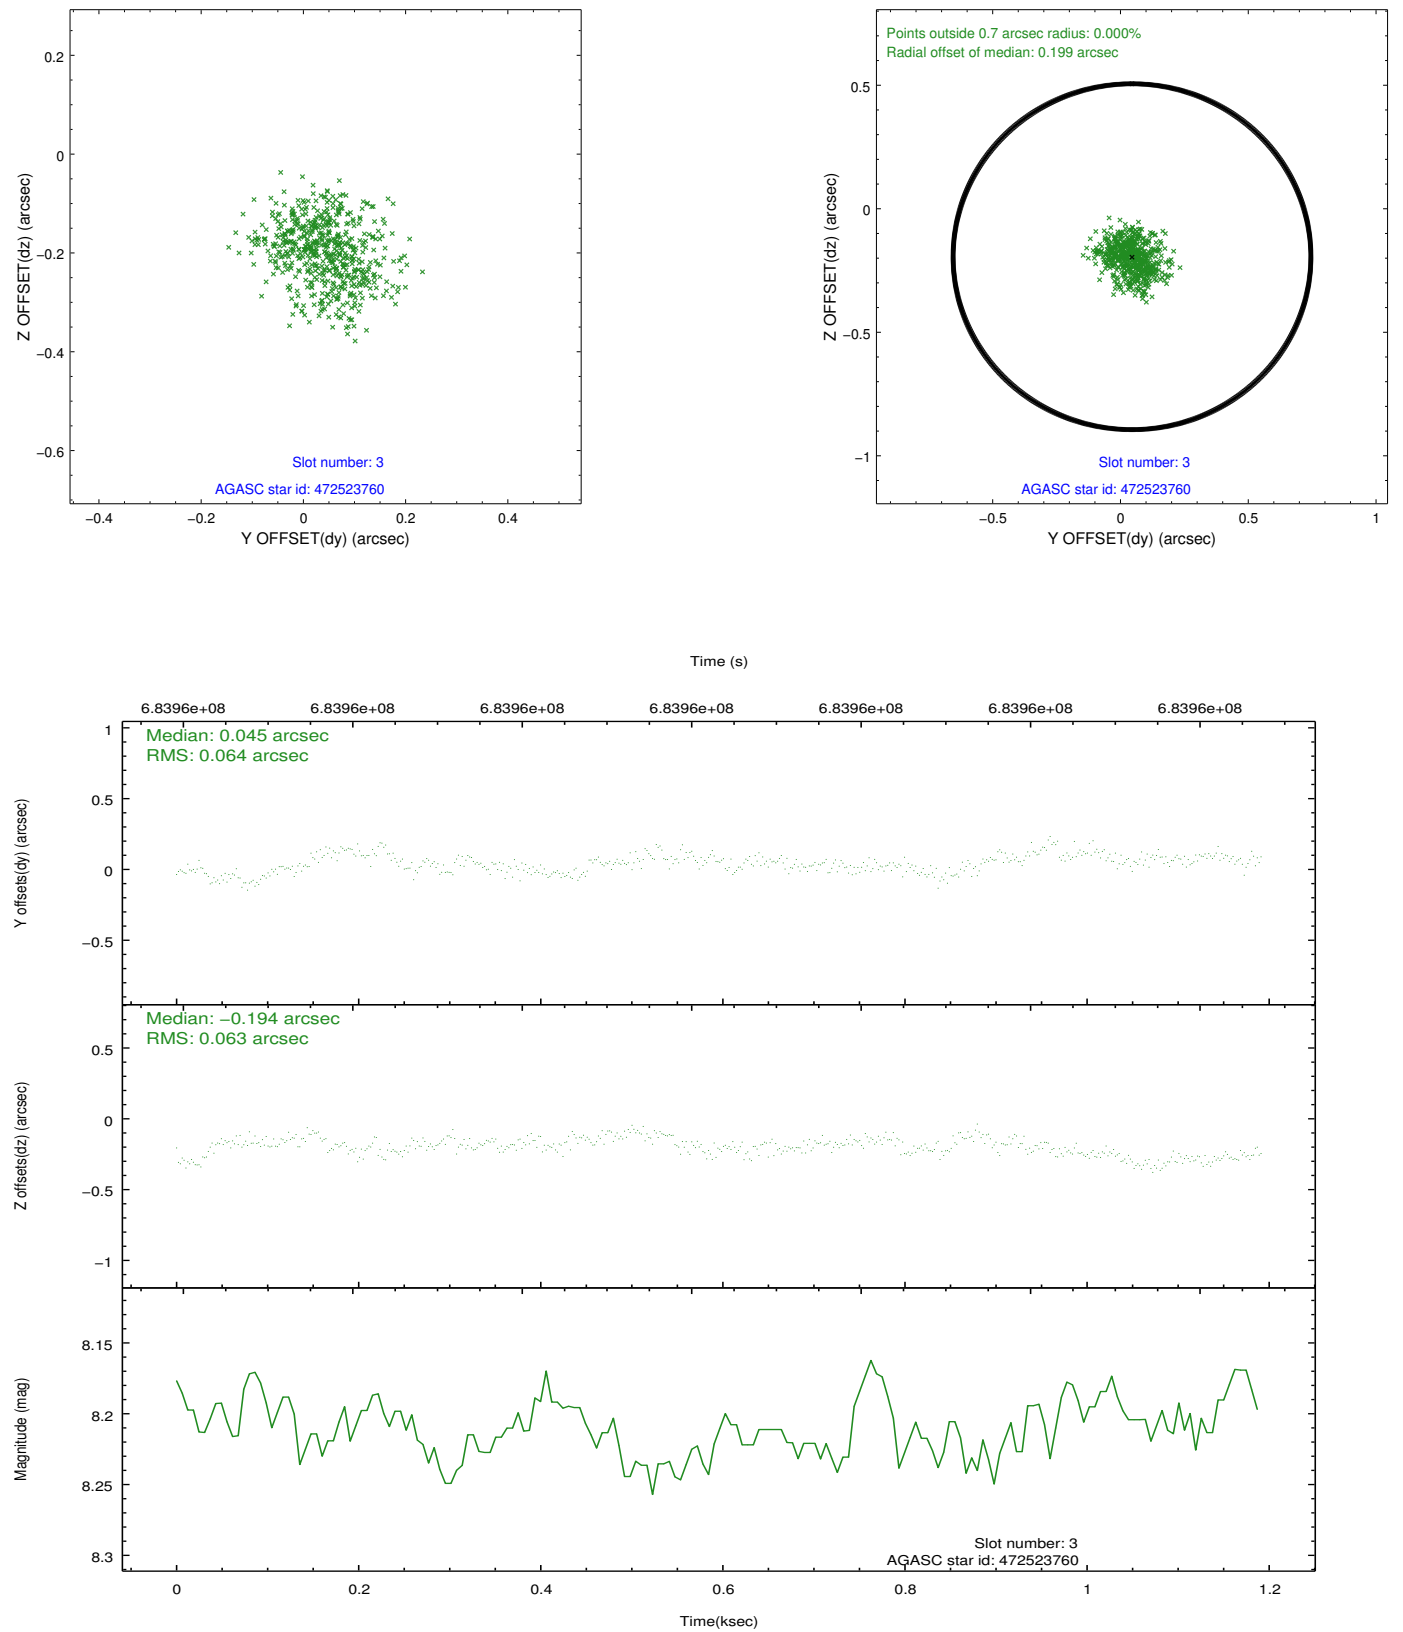 0.2
0
−0.2
−0.4
−0.6
Z OFFSET(dz) (arcsec)
Slot number: 3
AGASC star id: 472523760
−0.4 −0.2 0 0.2 0.4
Y OFFSET(dy) (arcsec)
Points outside 0.7 arcsec radius: 0.000%
Radial offset of median: 0.199 arcsec
0.5
0
−0.5
−1
Z OFFSET(dz) (arcsec)
Slot number: 3
AGASC star id: 472523760
−0.5 0 0.5 1
Y OFFSET(dy) (arcsec)
Time (s)
6.8396e+08 6.8396e+08 6.8396e+08 6.8396e+08 6.8396e+08 6.8396e+08 6.8396e+08
Median: 0.045 arcsec
RMS: 0.064 arcsec
1
0.5
0
−0.5
Y offsets(dy) (arcsec)
Median: −0.194 arcsec
RMS: 0.063 arcsec
0.5
0
−0.5
−1
Z offsets(dz) (arcsec)
8.15
8.2
8.25
8.3
Magnitude (mag)
Slot number: 3
AGASC star id: 472523760
0 0.2 0.4 0.6 0.8 1 1.2
Time(ksec)